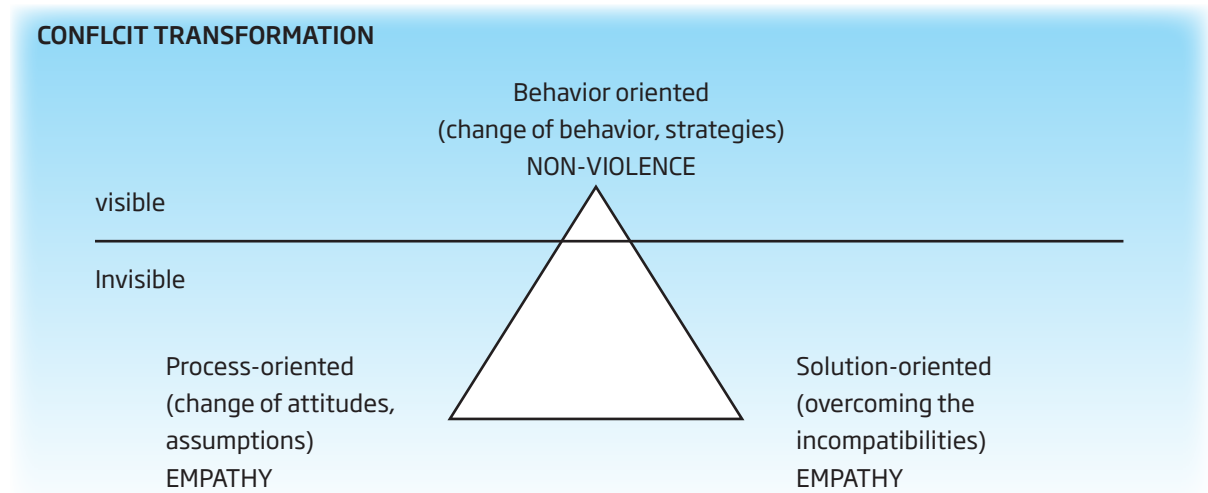 CONFLCIT TRANSFORMATION
Behavior oriented
(change of behavior, strategies)
NON-VIOLENCE
visible
Invisible
Process-oriented
(change of attitudes,
assumptions)
EMPATHY
Solution-oriented
(overcoming the
incompatibilities)
EMPATHY